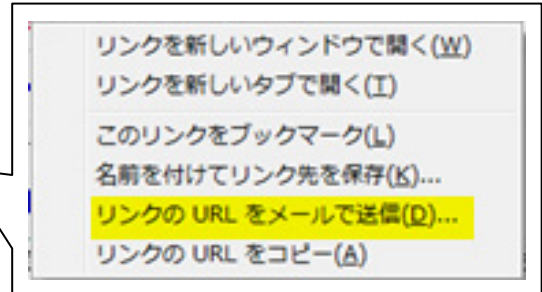 リンクを新しいウィンドウで開く(W)
リンクを新しいタブで開く(T)
このリンクをブックマーク(L)
名前を付けてリンク先を保存(K)...
リンクの URL をメールで送信(D)...
リンクの URL をコピー(A)